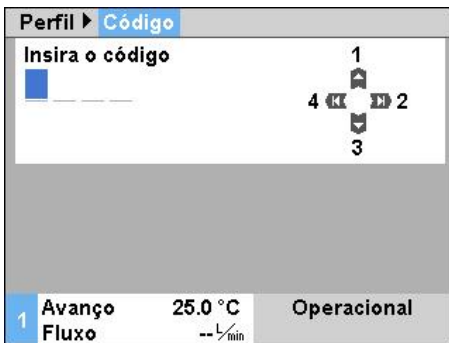 Perfil ▶ Código
Insira o código
1
4 2
3
1
Avanço 25.0 °C
Fluxo -- L/min
Operacional